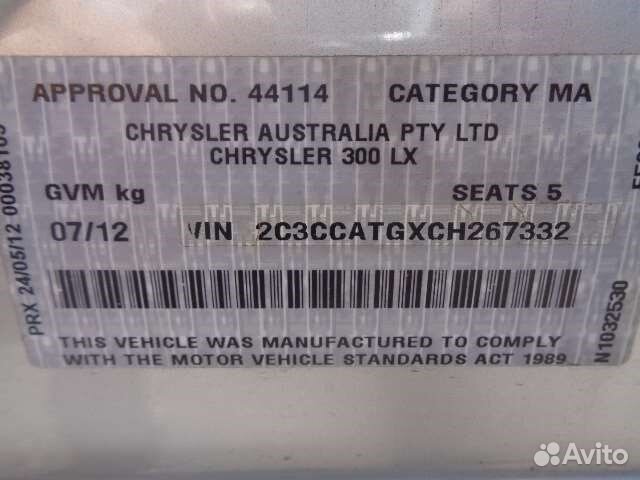 APPROVAL NO. 44114 CATEGORY MA
CHRYSLER AUSTRALIA PTY LTD
CHRYSLER 300 LX
GVM kg SEATS 5
07/12 VIN 2C3CCATGXCH267332
THIS VEHICLE WAS MANUFACTURED TO COMPLY
WITH THE MOTOR VEHICLE STANDARDS ACT 1989
PRX 24/05/12 00038109
N1032530
Avito